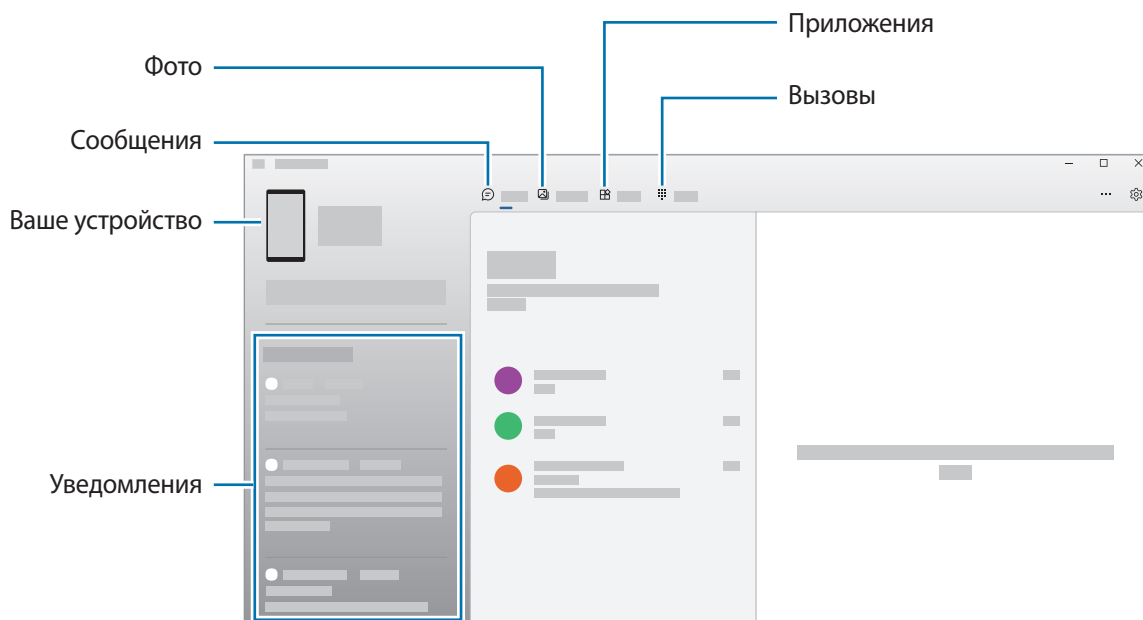 Приложения
Фото
Вызовы
Сообщения
Ваше устройство
Уведомления